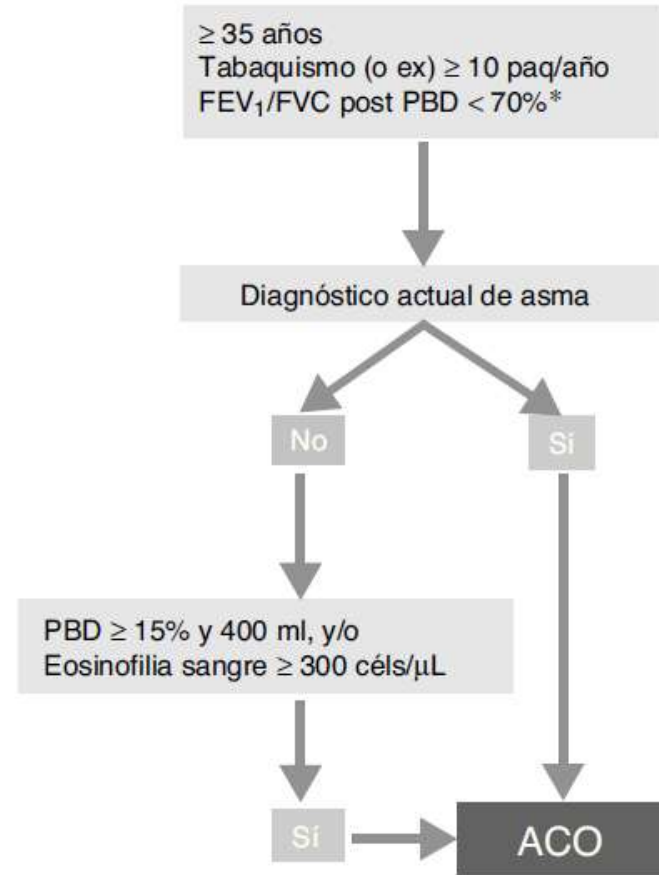 ≥ 35 años
Tabaquismo (o ex) ≥ 10 paq/año
FEV₁/FVC post PBD < 70%*
Diagnóstico actual de asma
No
Sí
PBD ≥ 15% y 400 ml, y/o
Eosinofilia sangre ≥ 300 céls/μL
Sí
ACO